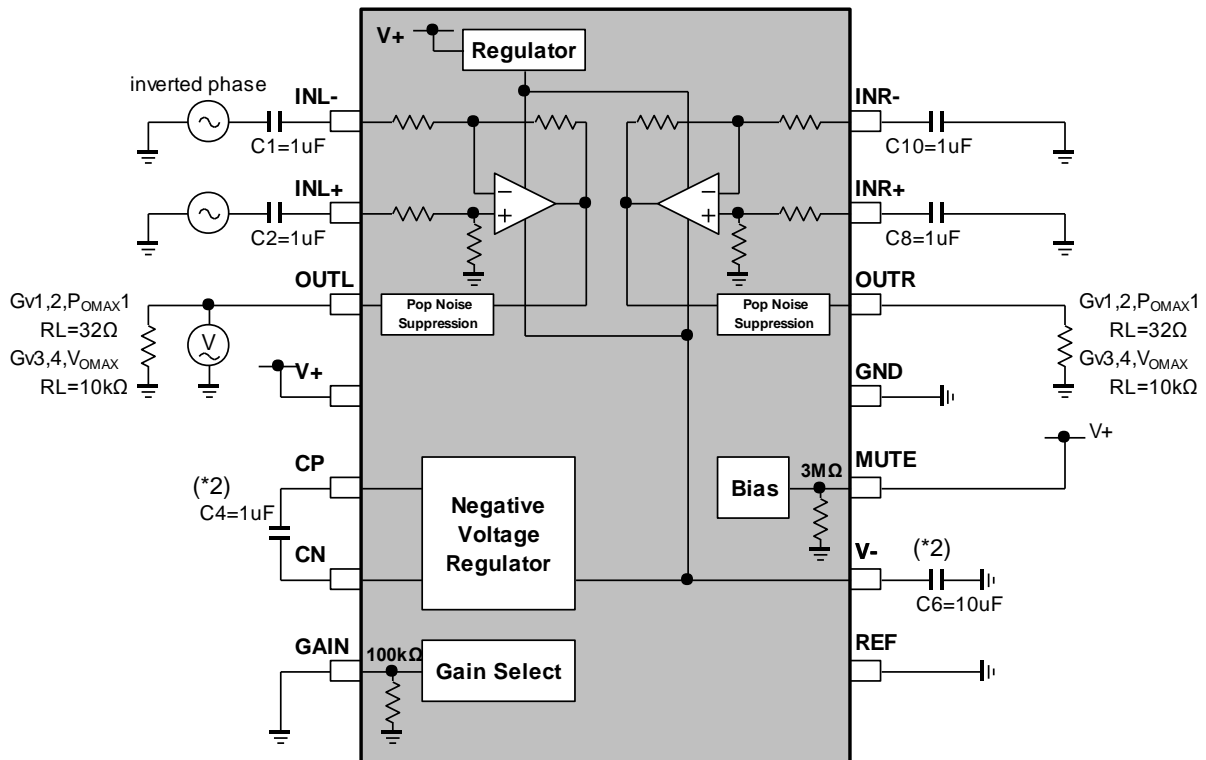 V+
Regulator
inverted phase
INL-
C1=1uF
INR-
C10=1uF
INL+
C2=1uF
INR+
C8=1uF
−
+
−
+
OUTL
Pop Noise
Suppression
Pop Noise
Suppression
OUTR
Gv1,2,POMAX1
RL=32Ω
Gv3,4,VOMAX
RL=10kΩ
V
Gv1,2,POMAX1
RL=32Ω
Gv3,4,VOMAX
RL=10kΩ
V+
GND
V+
CP
(*2)
C4=1uF
CN
Negative
Voltage
Regulator
Bias
3MΩ
MUTE
V-
(*2)
C6=10uF
GAIN
100kΩ
Gain Select
REF